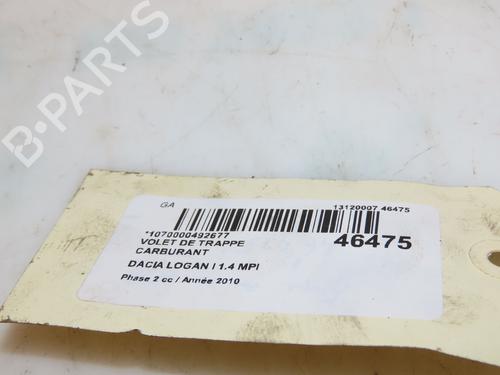 B-PARTS
GA
13120007 46475
*1070000492677
46475
VOLET DE TRAPPE
CARBURANT
DACIA LOGAN I 1.4 MPI
Phase 2 cc / Année 2010